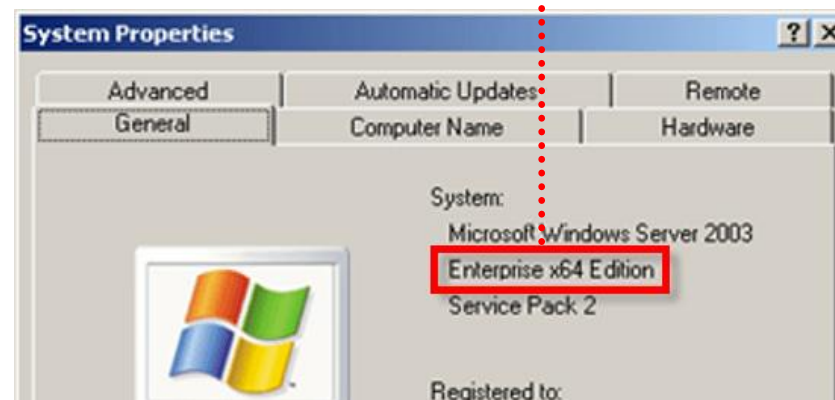 System Properties
? ×
Advanced Automatic Updates Remote
General Computer Name Hardware
System:
Microsoft Windows Server 2003
Enterprise x64 Edition
Service Pack 2
Registered to: